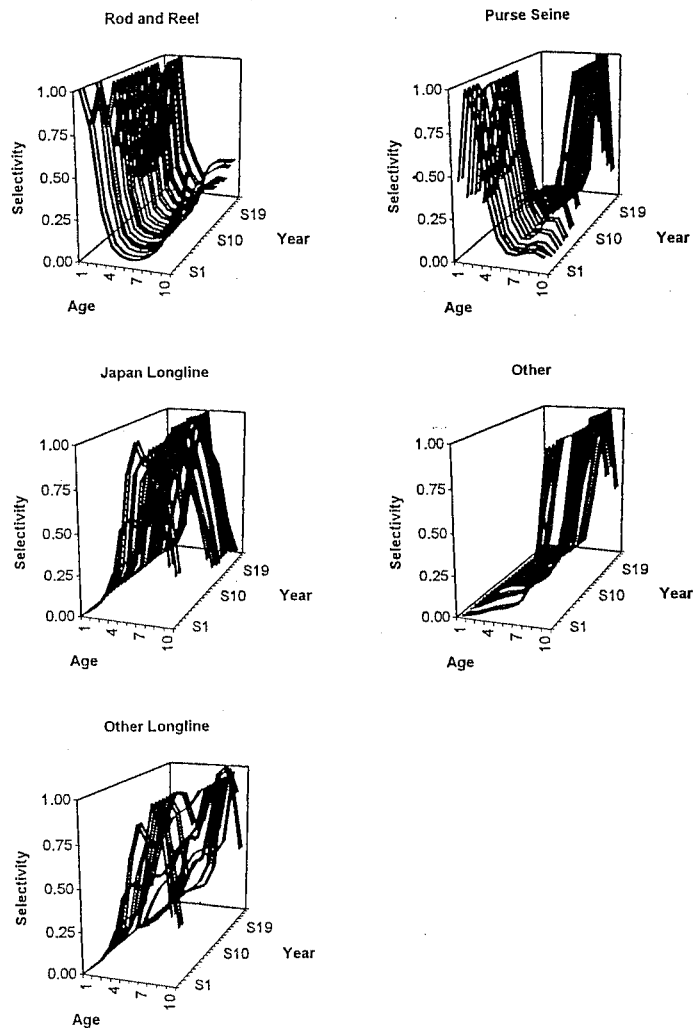 Rod and Reel
1.00
0.75
0.50
0.25
0.00
Selectivity
1
4
7
10
Age
S1
S10
S19
Year
Purse Seine
1.00
0.75
0.50
0.25
0.00
Selectivity
1
4
7
10
Age
S1
S10
S19
Year
Japan Longline
1.00
0.75
0.50
0.25
0.00
Selectivity
1
4
7
10
Age
S1
S10
S19
Year
Other
1.00
0.75
0.50
0.25
0.00
Selectivity
1
4
7
10
Age
S1
S10
S19
Year
Other Longline
1.00
0.75
0.50
0.25
0.00
Selectivity
1
4
7
10
Age
S1
S10
S19
Year